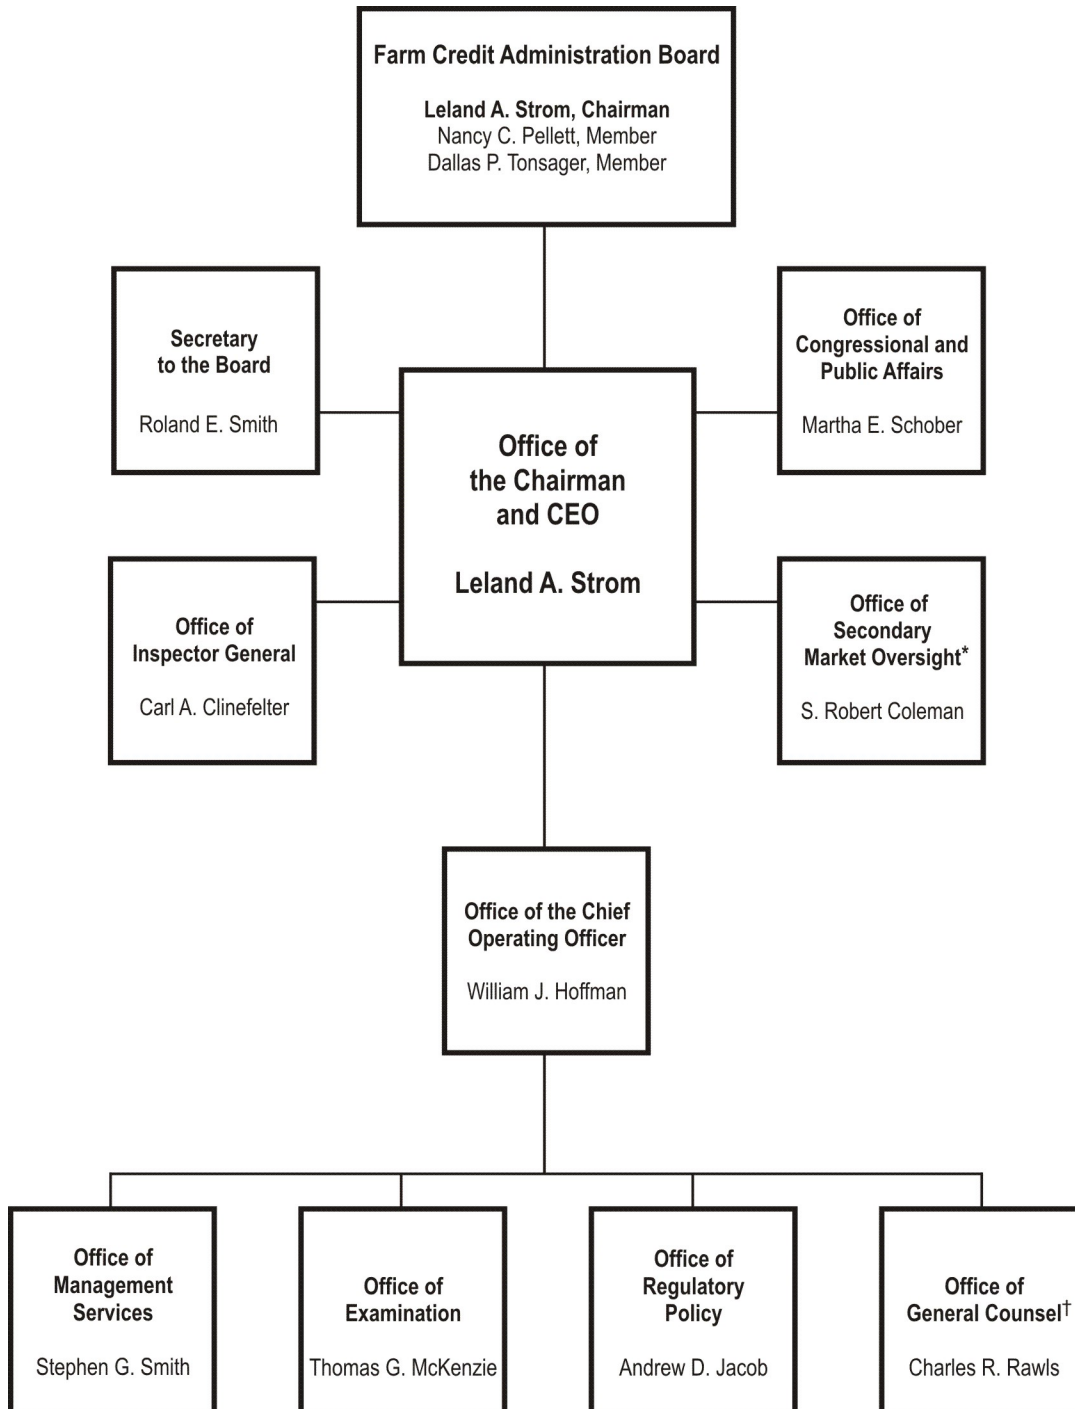 Farm Credit Administration Board
Leland A. Strom, Chairman
Nancy C. Pellett, Member
Dallas P. Tonsager, Member
Secretary
to the Board
Roland E. Smith
Office of
Congressional and
Public Affairs
Martha E. Schober
Office of
the Chairman
and CEO
Leland A. Strom
Office of
Inspector General
Carl A. Clinefelter
Office of
Secondary
Market Oversight*
S. Robert Coleman
Office of the Chief
Operating Officer
William J. Hoffman
Office of
Management
Services
Stephen G. Smith
Office of
Examination
Thomas G. McKenzie
Office of
Regulatory
Policy
Andrew D. Jacob
Office of
General Counsel†
Charles R. Rawls